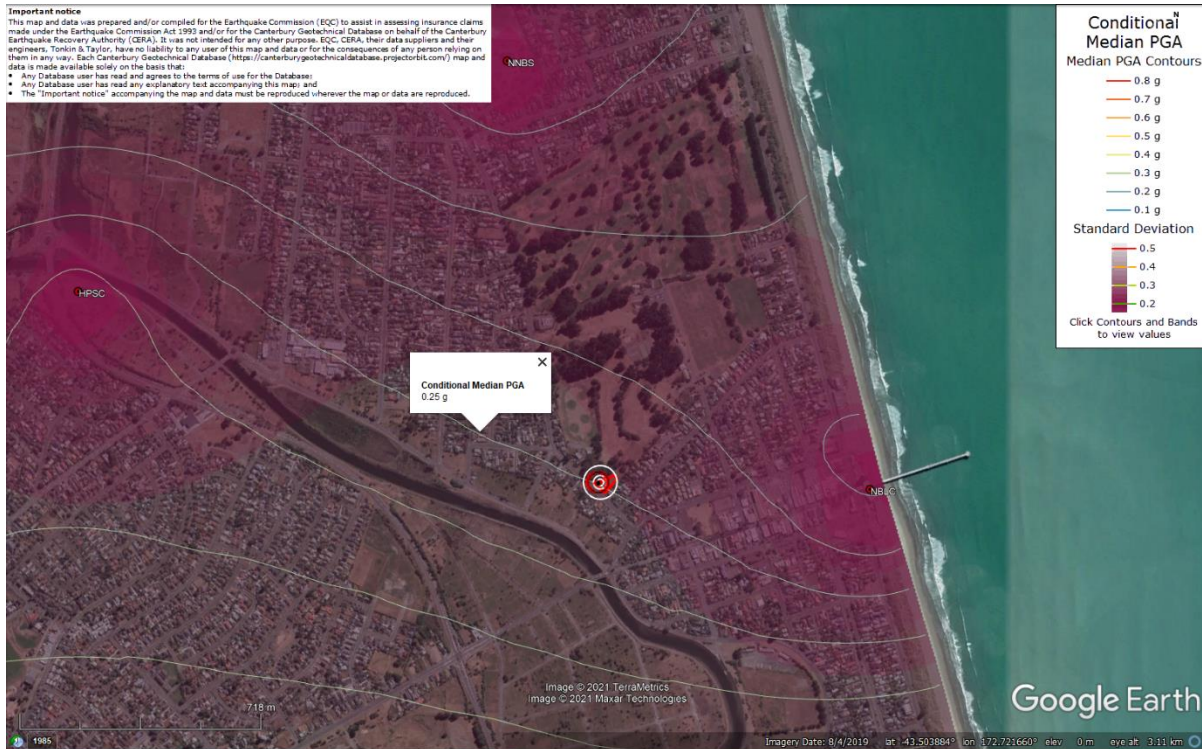 Important notice
This map and data was prepared and/or compiled for the Earthquake Commission (EQC) to assist in assessing insurance claims
made under the Earthquake Commission Act 1993 and/or for the Canterbury Geotechnical Database on behalf of the Canterbury
Earthquake Recovery Authority (CERA). It was not intended for any other purpose. EQC, CERA, their data suppliers and their
engineers, Tonkin & Taylor, have no liability to any user of this map and data or for the consequences of any person relying on
them in any way. Each Canterbury Geotechnical Database (https://canterburygeotechnicaldatabase.projectorbit.com/) map and
data is made available solely on the basis that:
• Any Database user has read and agrees to the terms of use for the Database;
• Any Database user has read any explanatory text accompanying this map; and
• The "Important notice" accompanying the map and data must be reproduced wherever the map or data are reproduced.
N
Conditional
Median PGA
Median PGA Contours
0.8 g
0.7 g
0.6 g
0.5 g
0.4 g
0.3 g
0.2 g
0.1 g
Standard Deviation
0.5
0.4
0.3
0.2
Click Contours and Bands
to view values
NNBS
HPSC
Conditional Median PGA
0.25 g
NBLC
Image © 2021 TerraMetrics
Image © 2021 Maxar Technologies
Google Earth
718 m
1985
Imagery Date: 8/4/2019 lat -43.503884° lon 172.721660° elev 0 m eye alt 3.11 km